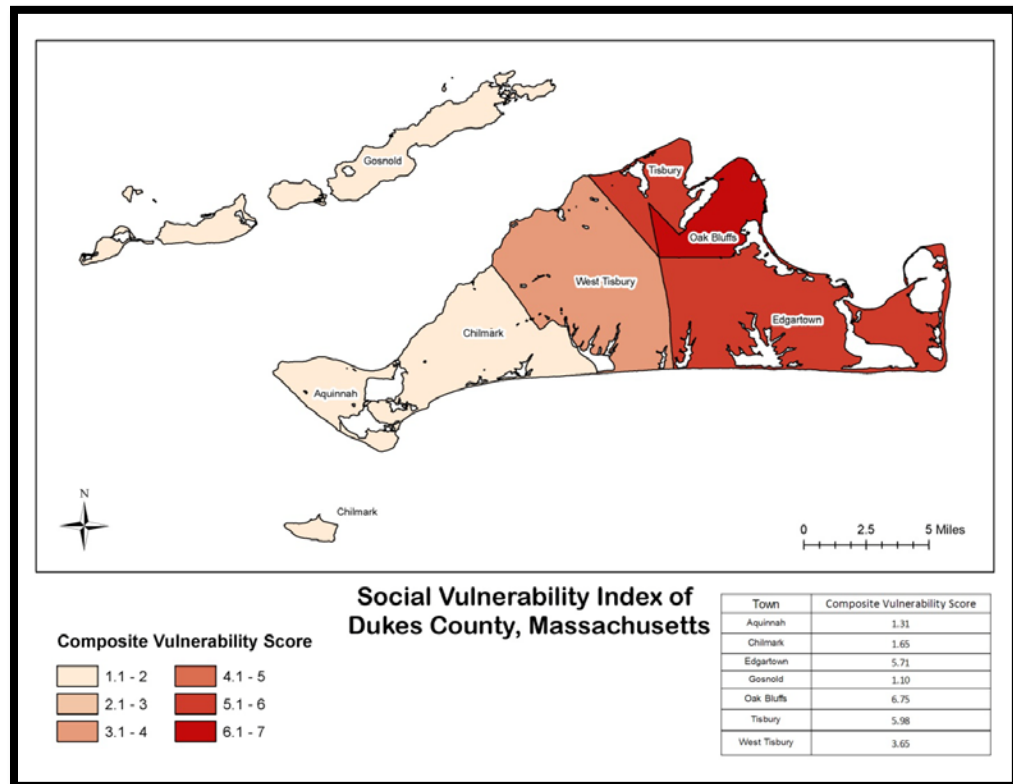 Gosnold
Tisbury
Oak Bluffs
West Tisbury
Edgartown
Chilmark
Aquinnah
N
Chilmark
0 2.5 5 Miles
Social Vulnerability Index of
Dukes County, Massachusetts
Composite Vulnerability Score
1.1 - 2 4.1 - 5
2.1 - 3 5.1 - 6
3.1 - 4 6.1 - 7
Town Composite Vulnerability Score
Aquinnah 1.31
Chilmark 1.65
Edgartown 5.71
Gosnold 1.10
Oak Bluffs 6.75
Tisbury 5.98
West Tisbury 3.65